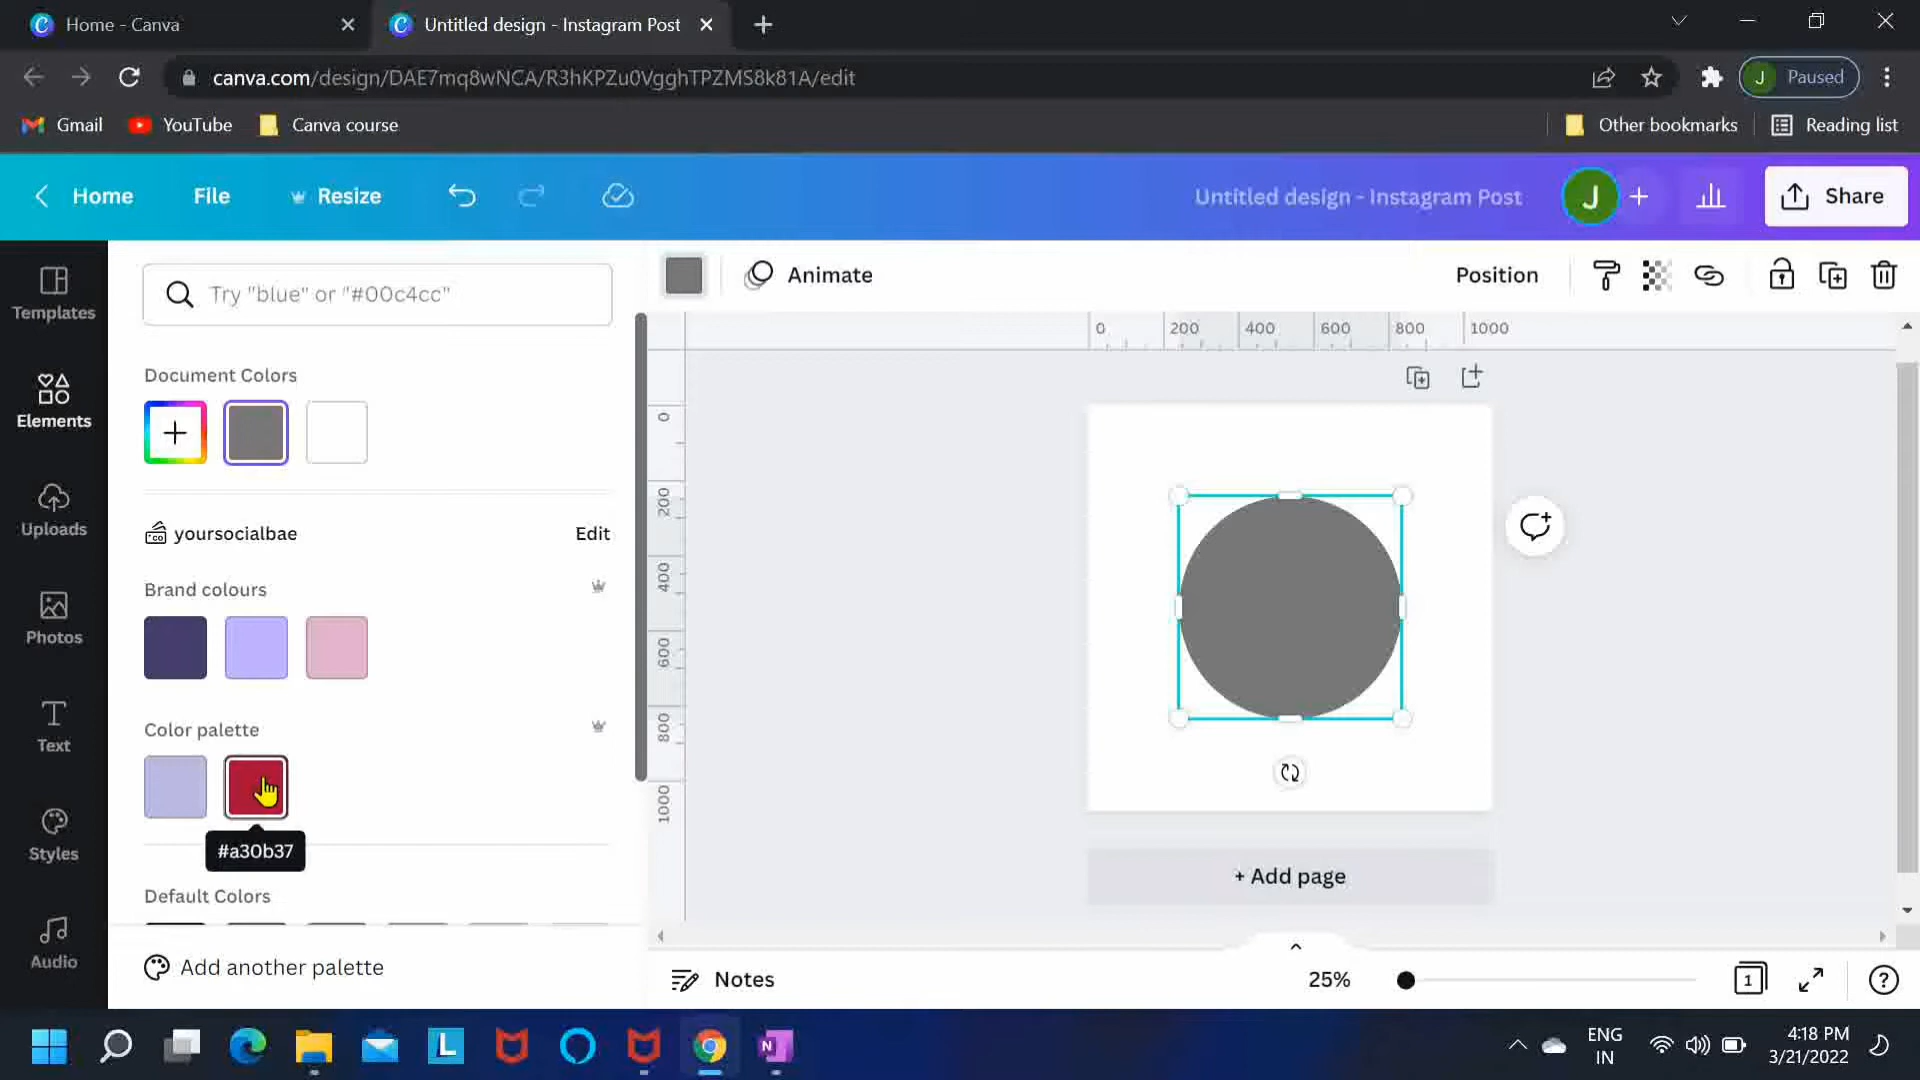 Home - Canva
Untitled design - Instagram Post
canva.com/design/DAE7mq8wNCA/R3hKPZu0VgghTPZMS8k81A/edit
J Paused
Gmail
YouTube
Canva course
Other bookmarks
Reading list
Home
File
Resize
Untitled design - Instagram Post
J
Share
Templates
Elements
Uploads
Photos
Text
Styles
Audio
Try "blue" or "#00c4cc"
Document Colors
yoursocialbae
Edit
Brand colours
Color palette
#a30b37
Default Colors
Add another palette
Animate
Position
0 200 400 600 800 1000
0
200
400
600
800
1000
+ Add page
Notes
25%
1
?
L
N
ENG
IN
4:18 PM
3/21/2022